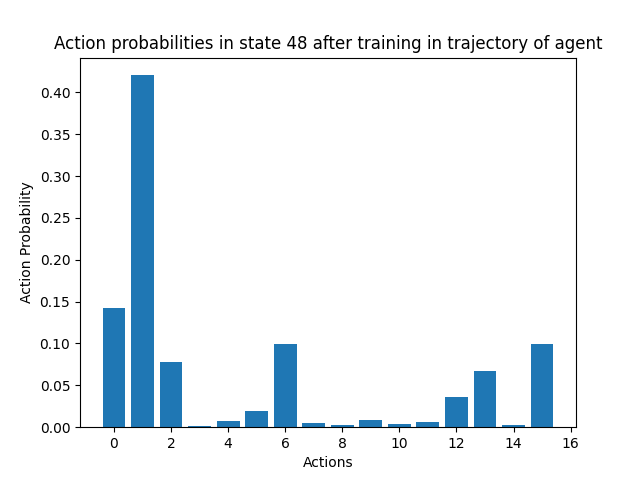 Action probabilities in state 48 after training in trajectory of agent
0.40
0.35
0.30
0.25
0.20
0.15
0.10
0.05
0.00
Action Probability
0 2 4 6 8 10 12 14 16
Actions